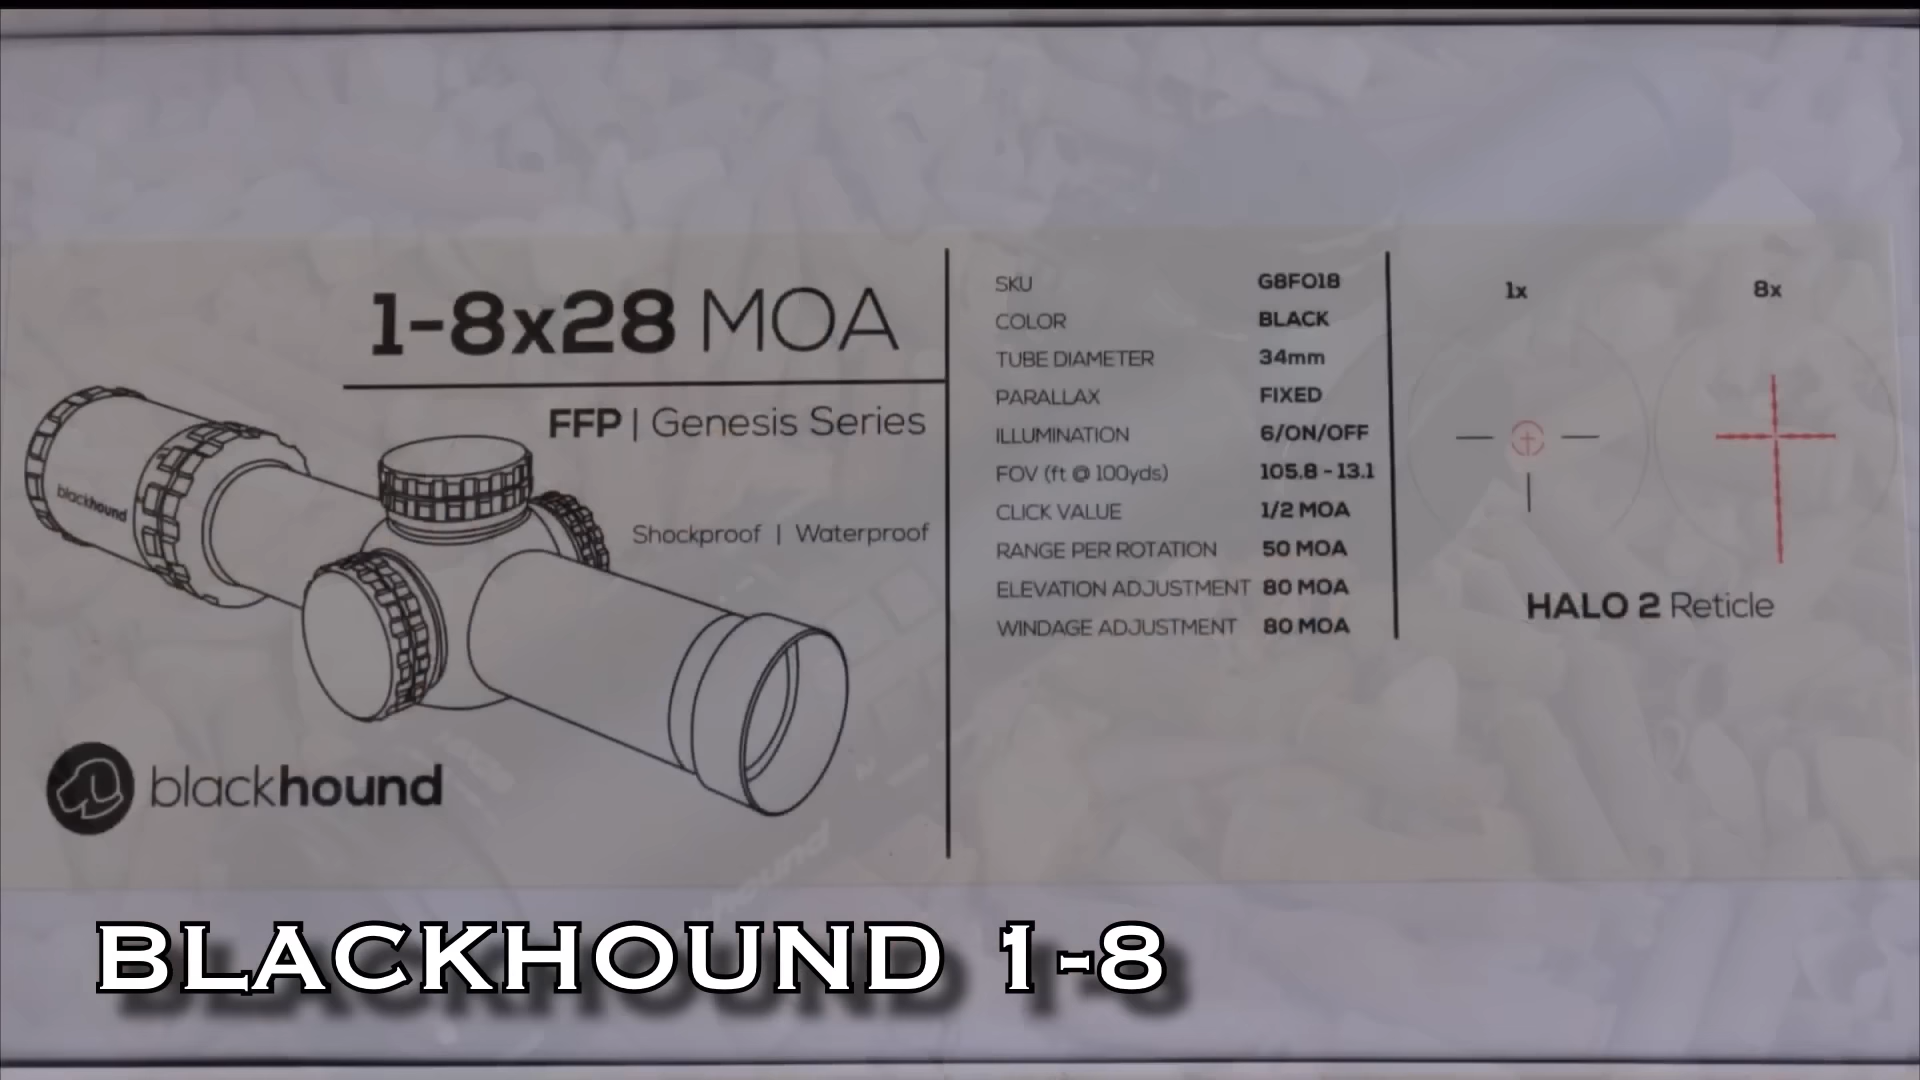 1-8x28 MOA
FFP | Genesis Series
blackhound
Shockproof | Waterproof
blackhound
SKU G8FO18
COLOR BLACK
TUBE DIAMETER 34mm
PARALLAX FIXED
ILLUMINATION 6/ON/OFF
FOV (ft @ 100yds) 105.8 - 13.1
CLICK VALUE 1/2 MOA
RANGE PER ROTATION 50 MOA
ELEVATION ADJUSTMENT 80 MOA
WINDAGE ADJUSTMENT 80 MOA
1x 8x
HALO 2 Reticle
BLACKHOUND 1-8